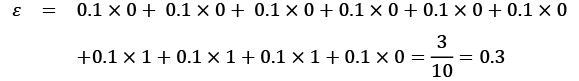 ε = 0.1 × 0 + 0.1 × 0 + 0.1 × 0 + 0.1 × 0 + 0.1 × 0 + 0.1 × 0
+0.1 × 1 + 0.1 × 1 + 0.1 × 1 + 0.1 × 0 = 3/10 = 0.3